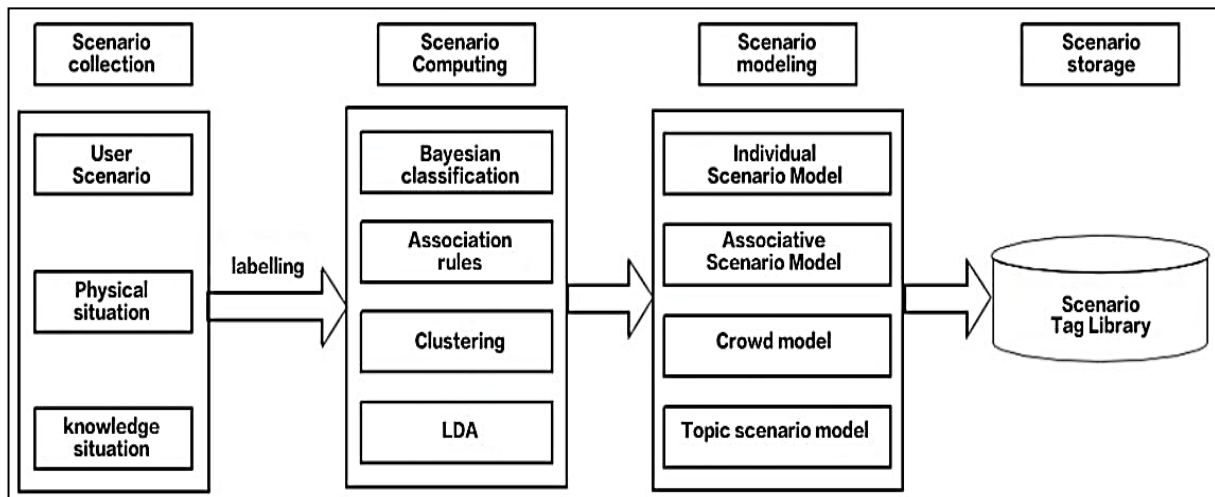 Scenario
collection
Scenario
Computing
Scenario
modeling
Scenario
storage
User
Scenario
Physical
situation
knowledge
situation
labelling
Bayesian
classification
Association
rules
Clustering
LDA
Individual
Scenario Model
Associative
Scenario Model
Crowd model
Topic scenario model
Scenario
Tag Library